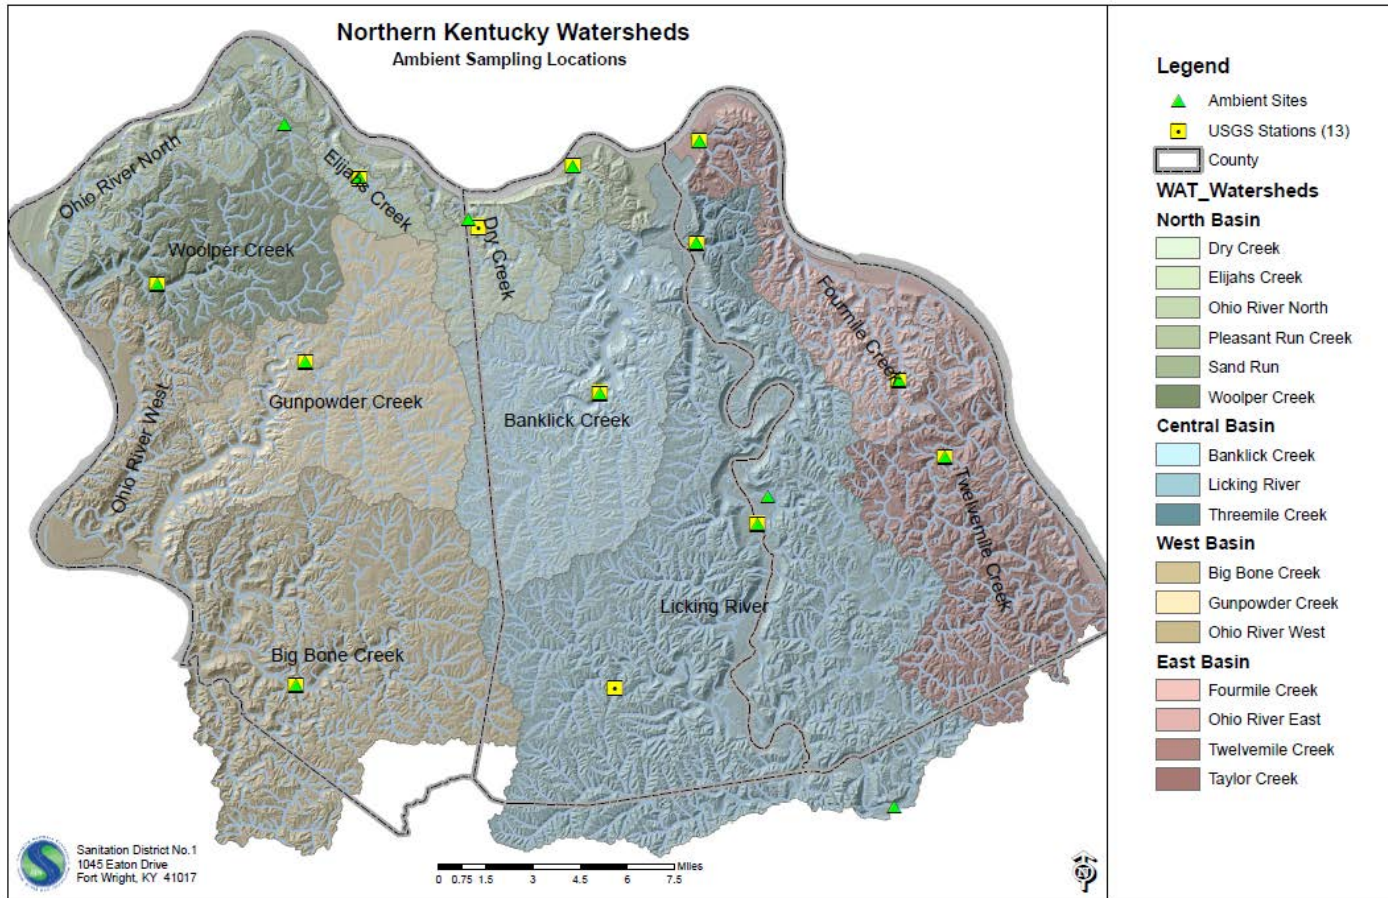 Northern Kentucky Watersheds
Ambient Sampling Locations
Ohio River North
Elijahs Creek
Woolper Creek
Dry Creek
Fourmile Creek
Gunpowder Creek
Ohio River West
Banklick Creek
Twelvemile Creek
Licking River
Big Bone Creek
Sanitation District No.1
1045 Eaton Drive
Fort Wright, KY 41017
Miles
0 0.75 1.5 3 4.5 6 7.5
N
Legend
Ambient Sites
USGS Stations (13)
County
WAT_Watersheds
North Basin
Dry Creek
Elijahs Creek
Ohio River North
Pleasant Run Creek
Sand Run
Woolper Creek
Central Basin
Banklick Creek
Licking River
Threemile Creek
West Basin
Big Bone Creek
Gunpowder Creek
Ohio River West
East Basin
Fourmile Creek
Ohio River East
Twelvemile Creek
Taylor Creek